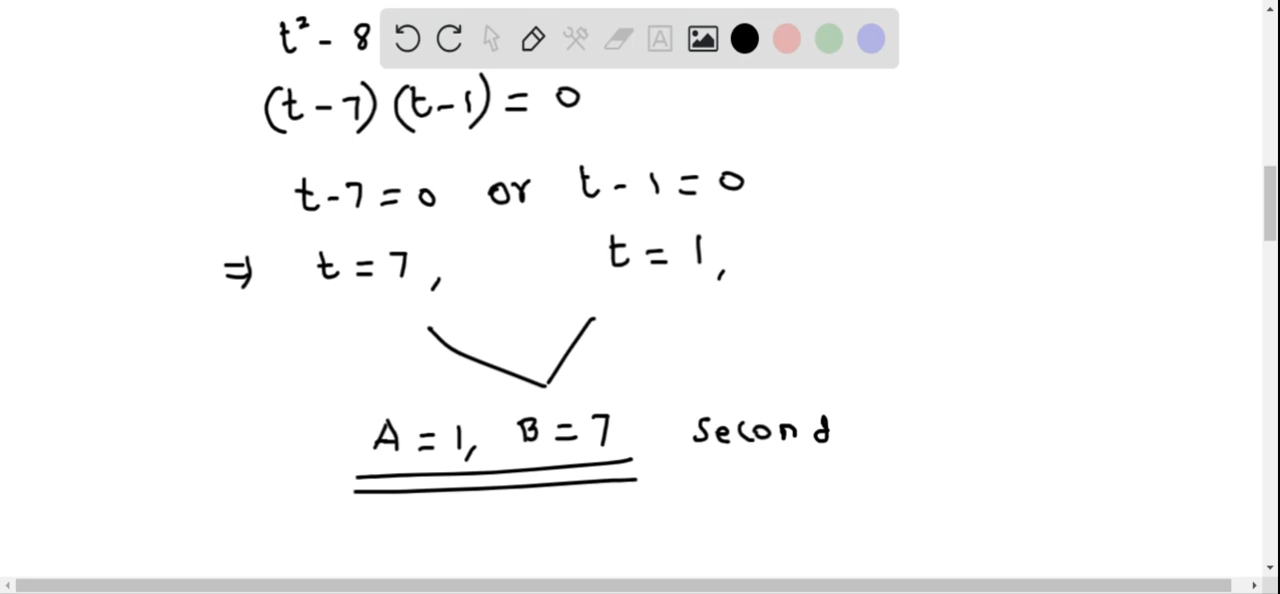 t² - 8
(t - 7) (t - 1) = 0
t - 7 = 0 or t - 1 = 0
⇒ t = 7, t = 1,
A = 1, B = 7 second